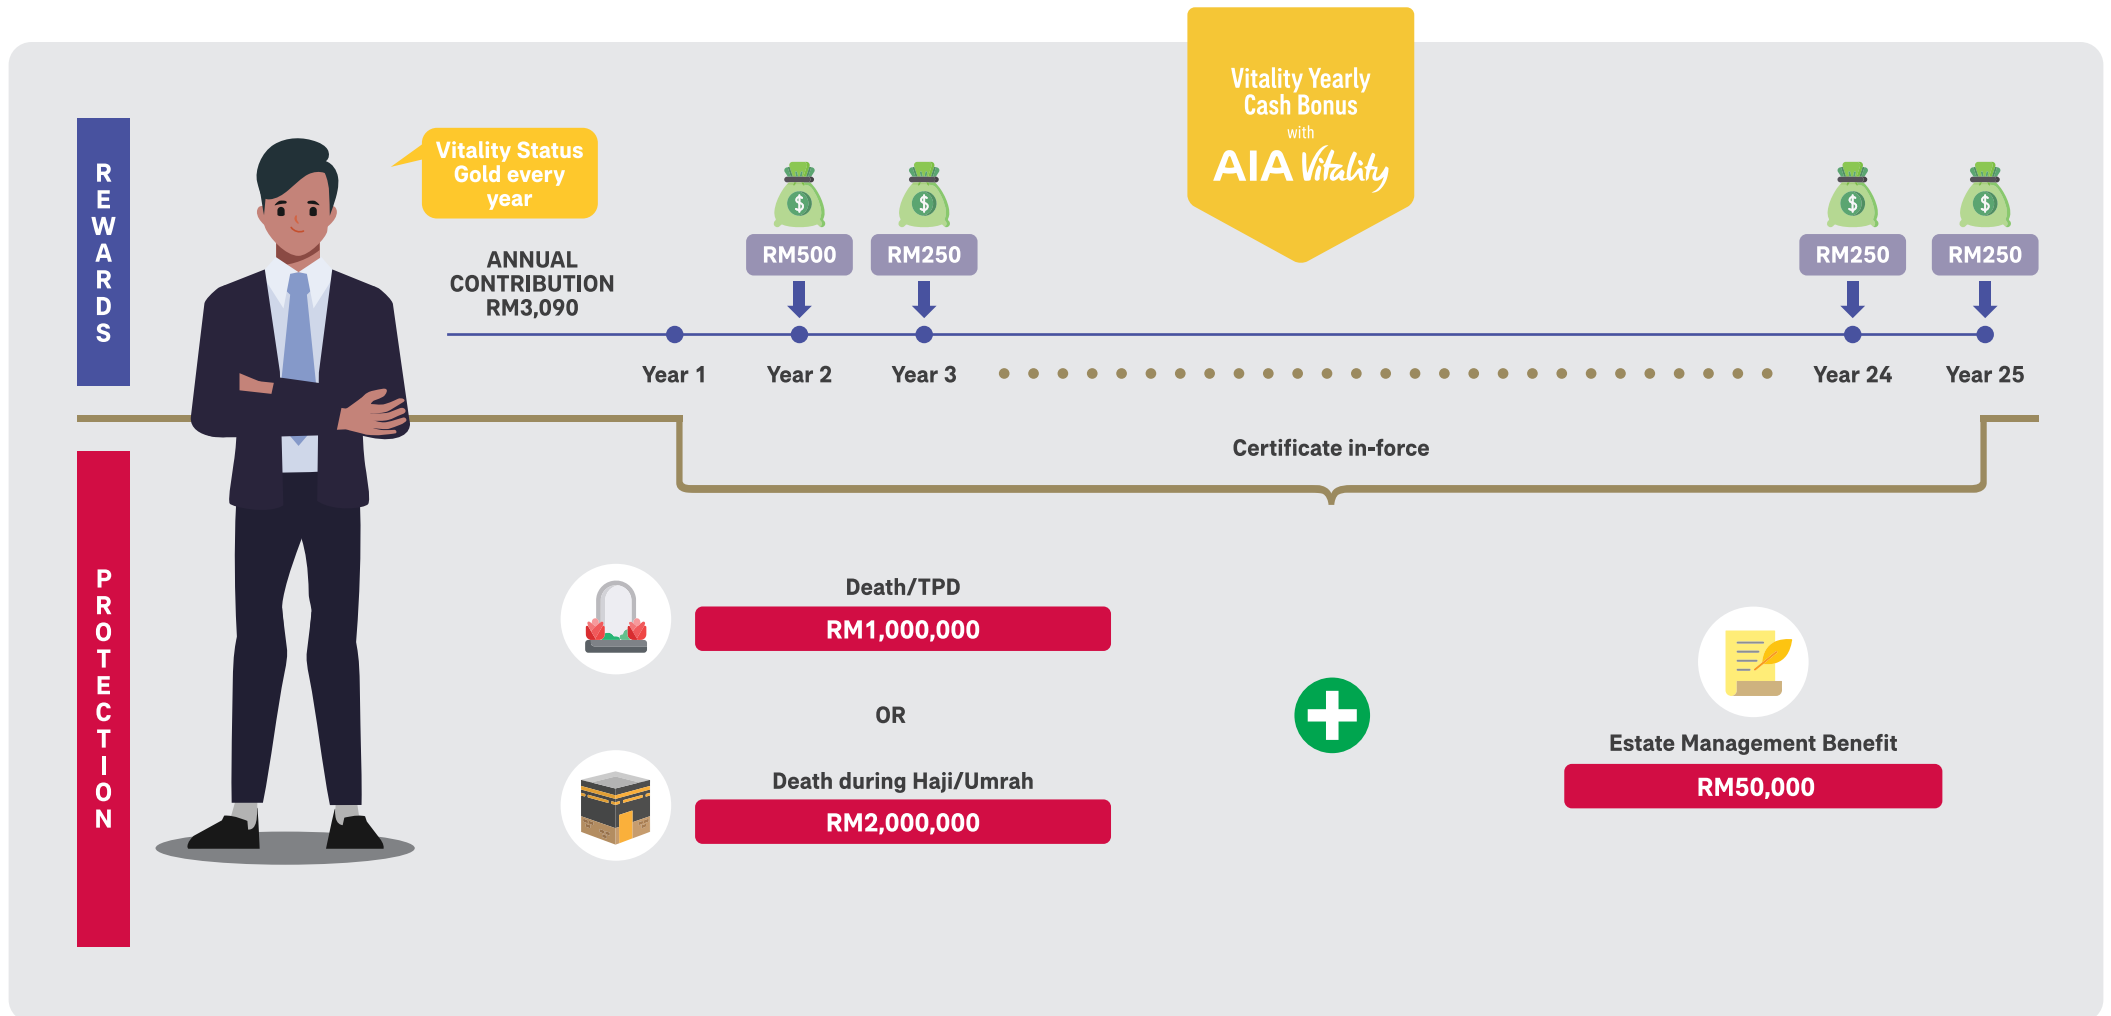 REWARDS
Vitality Status
Gold every
year
ANNUAL
CONTRIBUTION
RM3,090
Vitality Yearly
Cash Bonus
with
AIA Vitality
RM500
RM250
RM250
RM250
Year 1
Year 2
Year 3
Year 24
Year 25
Certificate in-force
PROTECTION
Death/TPD
RM1,000,000
OR
Death during Haji/Umrah
RM2,000,000
Estate Management Benefit
RM50,000